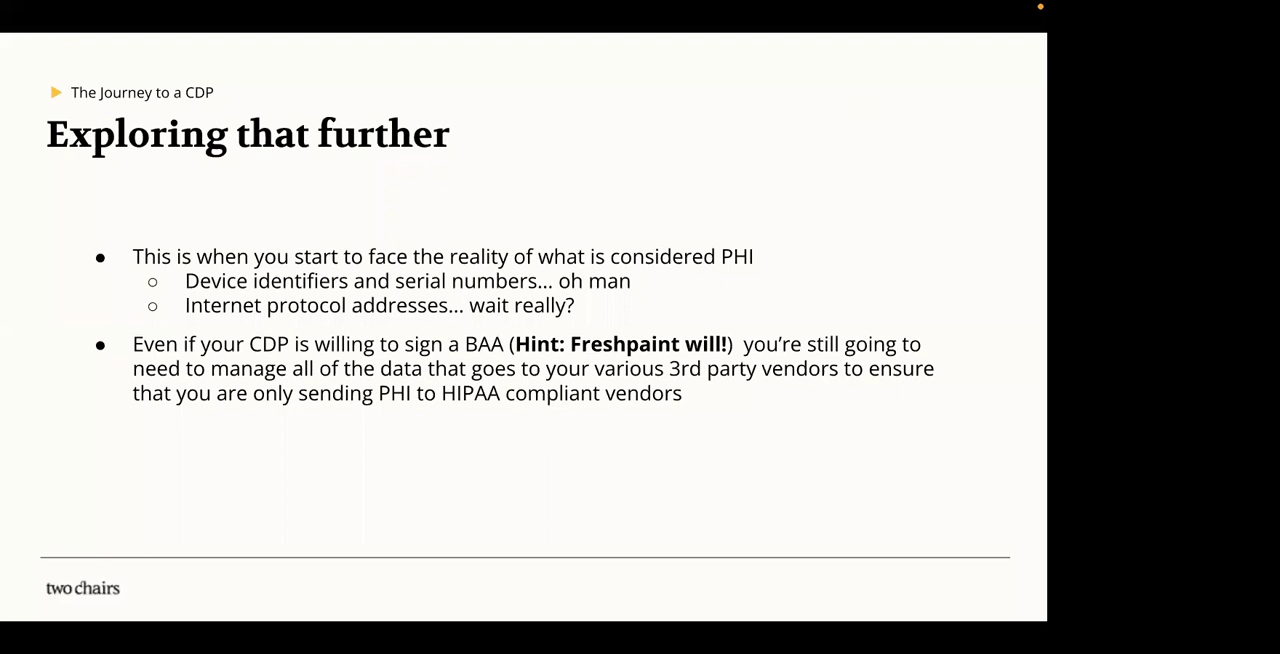 The Journey to a CDP
Exploring that further
● This is when you start to face the reality of what is considered PHI
○ Device identifiers and serial numbers... oh man
○ Internet protocol addresses... wait really?
● Even if your CDP is willing to sign a BAA (Hint: Freshpaint will!)  you’re still going to
need to manage all of the data that goes to your various 3rd party vendors to ensure
that you are only sending PHI to HIPAA compliant vendors
two chairs